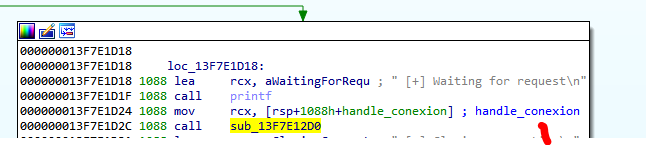 000000013F7E1D18
000000013F7E1D18 loc_13F7E1D18:
000000013F7E1D18 1088 lea rcx, aWaitingForRequ ; " [+] Waiting for request\n"
000000013F7E1D1F 1088 call printf
000000013F7E1D24 1088 mov rcx, [rsp+1088h+handle_conexion] ; handle_conexion
000000013F7E1D2C 1088 call sub_13F7E12D0